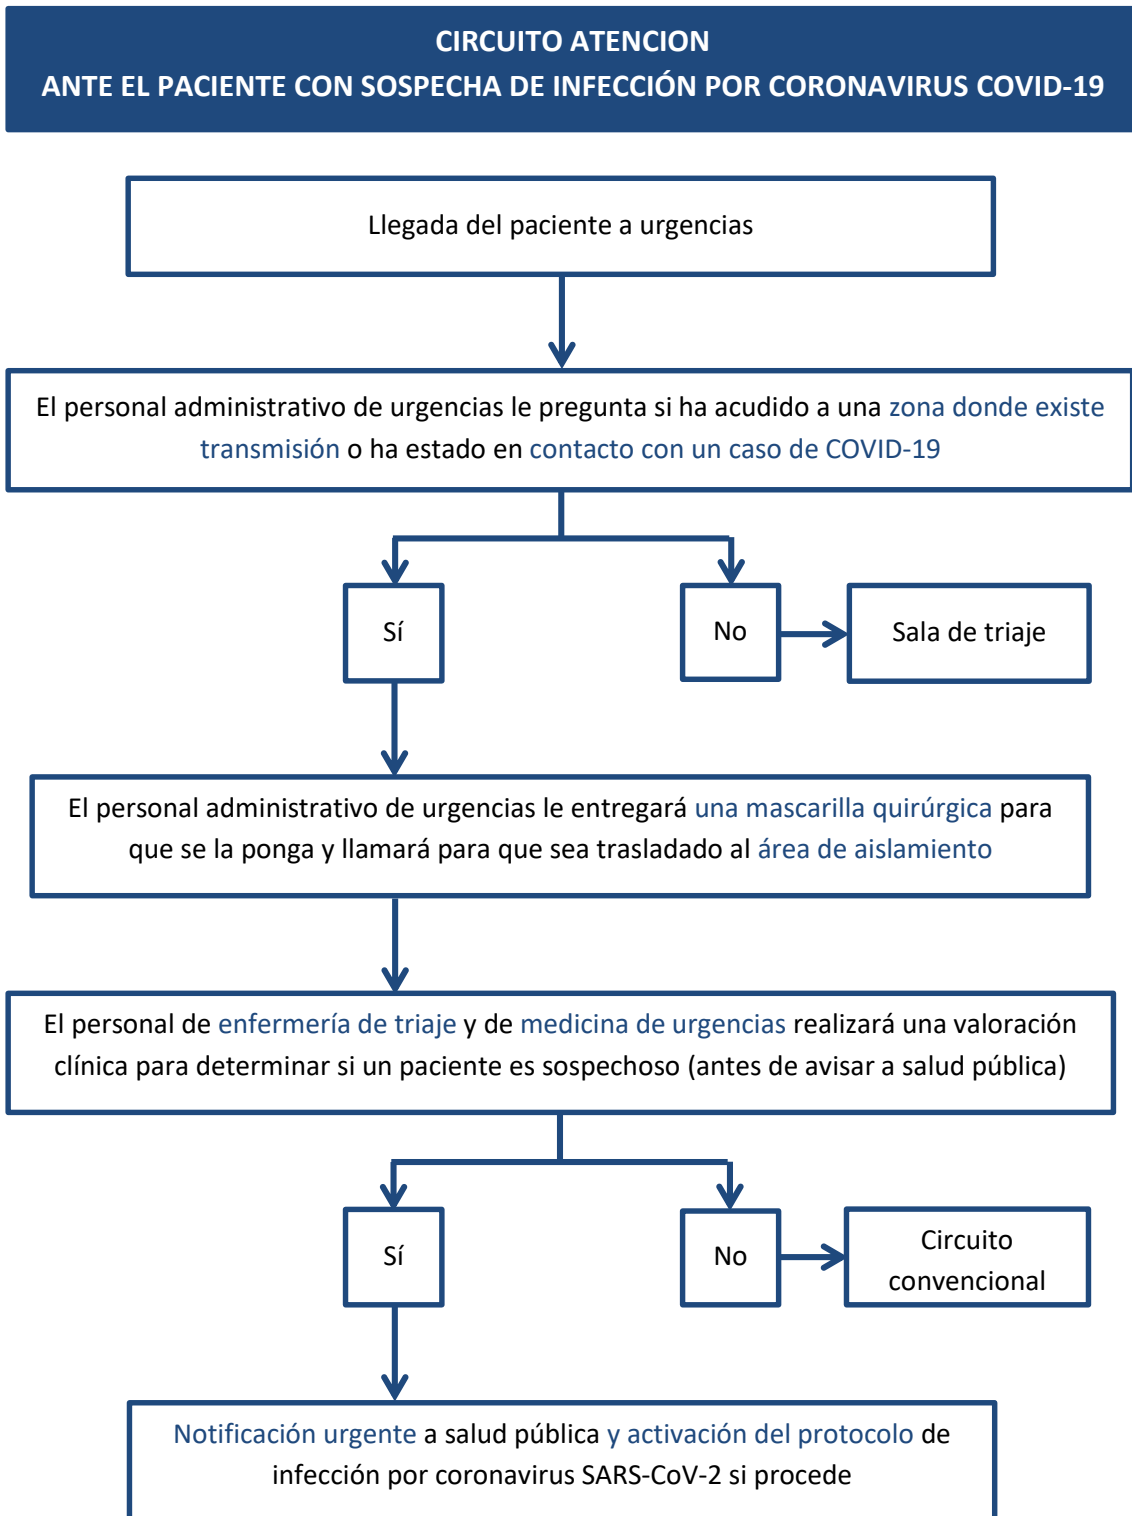 CIRCUITO ATENCION
ANTE EL PACIENTE CON SOSPECHA DE INFECCIÓN POR CORONAVIRUS COVID-19
Llegada del paciente a urgencias
El personal administrativo de urgencias le pregunta si ha acudido a una zona donde existe
transmisión o ha estado en contacto con un caso de COVID-19
Sí
No
Sala de triaje
El personal administrativo de urgencias le entregará una mascarilla quirúrgica para
que se la ponga y llamará para que sea trasladado al área de aislamiento
El personal de enfermería de triaje y de medicina de urgencias realizará una valoración
clínica para determinar si un paciente es sospechoso (antes de avisar a salud pública)
Sí
No
Circuito
convencional
Notificación urgente a salud pública y activación del protocolo de
infección por coronavirus SARS-CoV-2 si procede